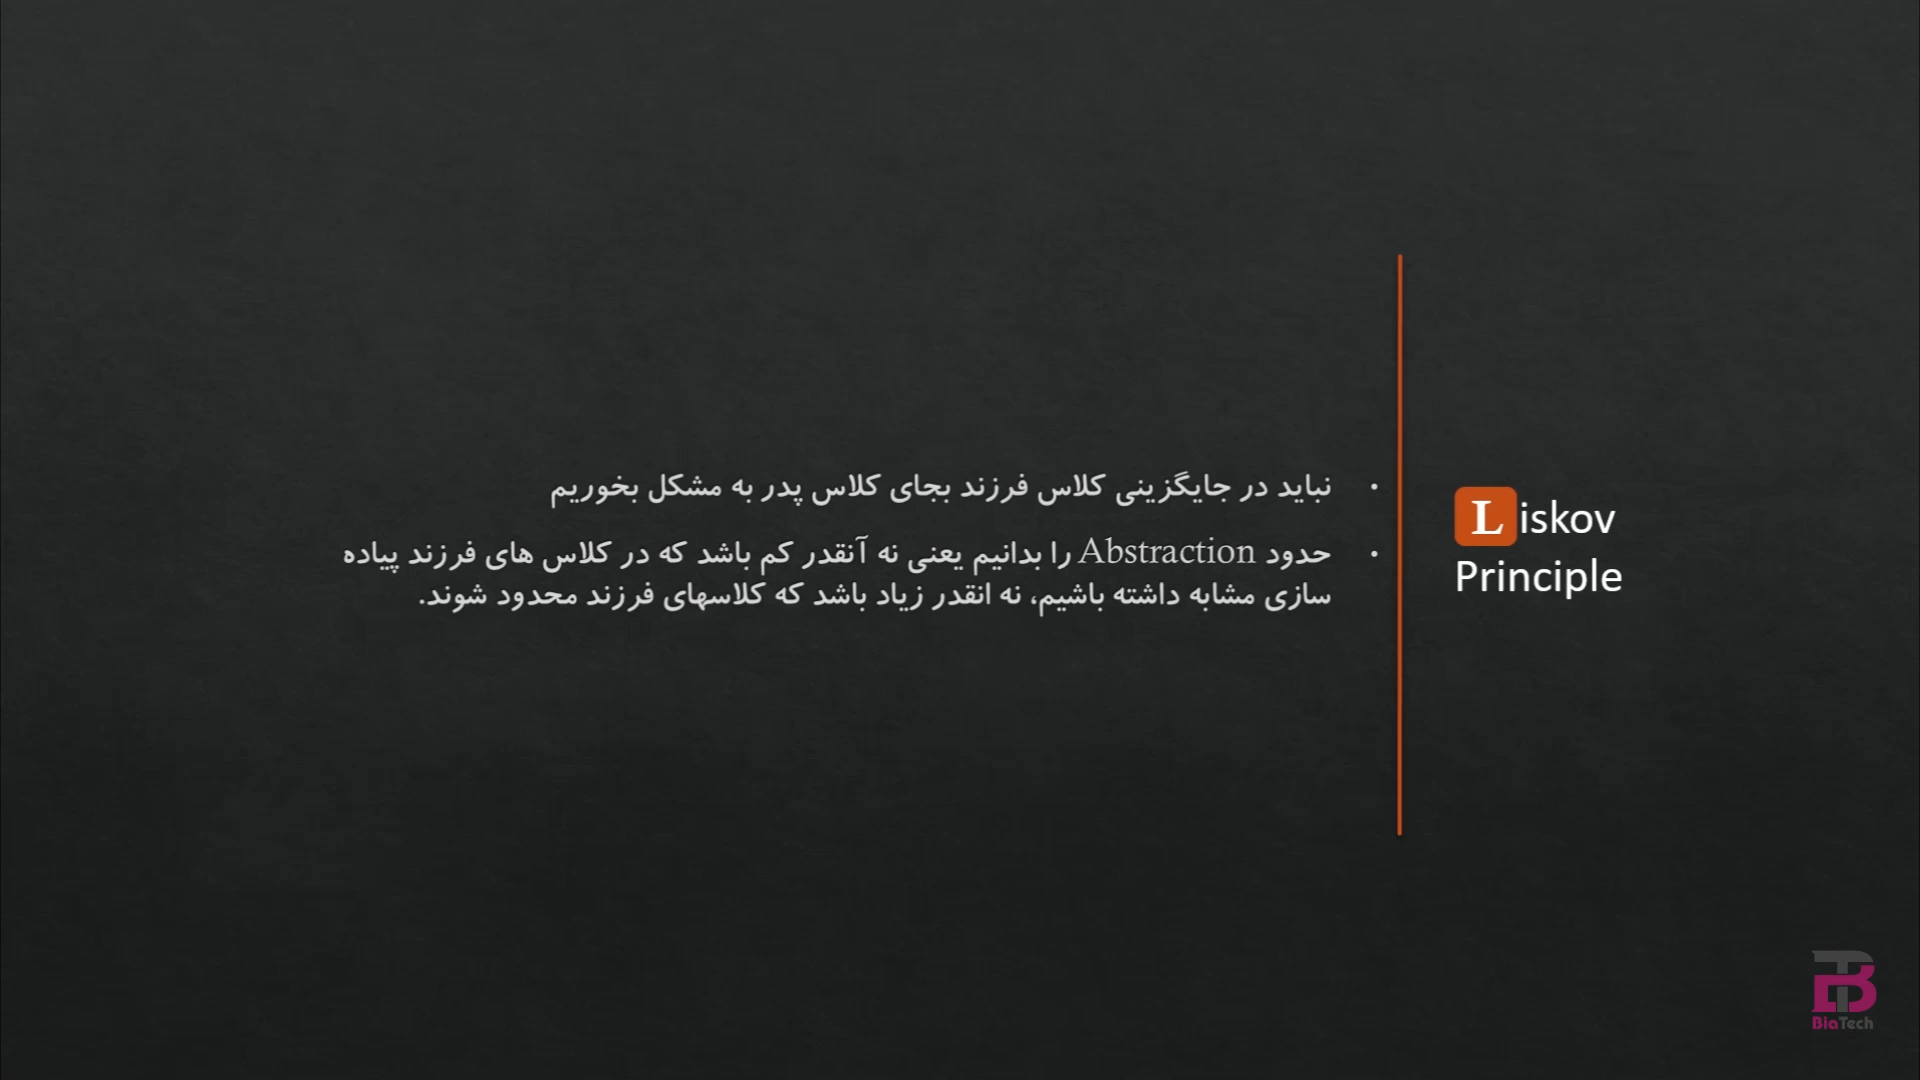 Liskov
Principle
• نباید در جایگزینی کلاس فرزند بجای کلاس پدر به مشکل بخوریم
• حدود Abstraction را بدانیم یعنی نه آنقدر کم باشد که در کلاس های فرزند پیاده
سازی مشابه داشته باشیم، نه انقدر زیاد باشد که کلاسهای فرزند محدود شوند.
BiaTech